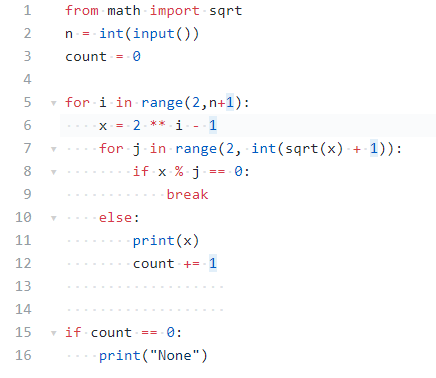 1 from math import sqrt
2 n = int(input())
3 count = 0
4
5 for i in range(2,n+1):
6     x = 2 ** i - 1
7     for j in range(2, int(sqrt(x) + 1)):
8         if x % j == 0:
9             break
10     else:
11         print(x)
12         count += 1
13
14
15 if count == 0:
16     print("None")